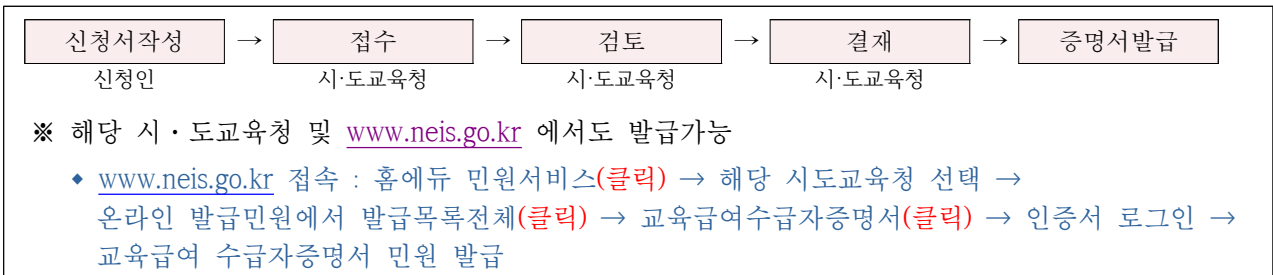 신청서작성 → 접수 → 검토 → 결재 → 증명서발급
신청인 시·도교육청 시·도교육청 시·도교육청
※ 해당 시·도교육청 및 www.neis.go.kr 에서도 발급가능
◆ www.neis.go.kr 접속 : 홈에듀 민원서비스(클릭) → 해당 시도교육청 선택 →
온라인 발급민원에서 발급목록전체(클릭) → 교육급여수급자증명서(클릭) → 인증서 로그인 →
교육급여 수급자증명서 민원 발급